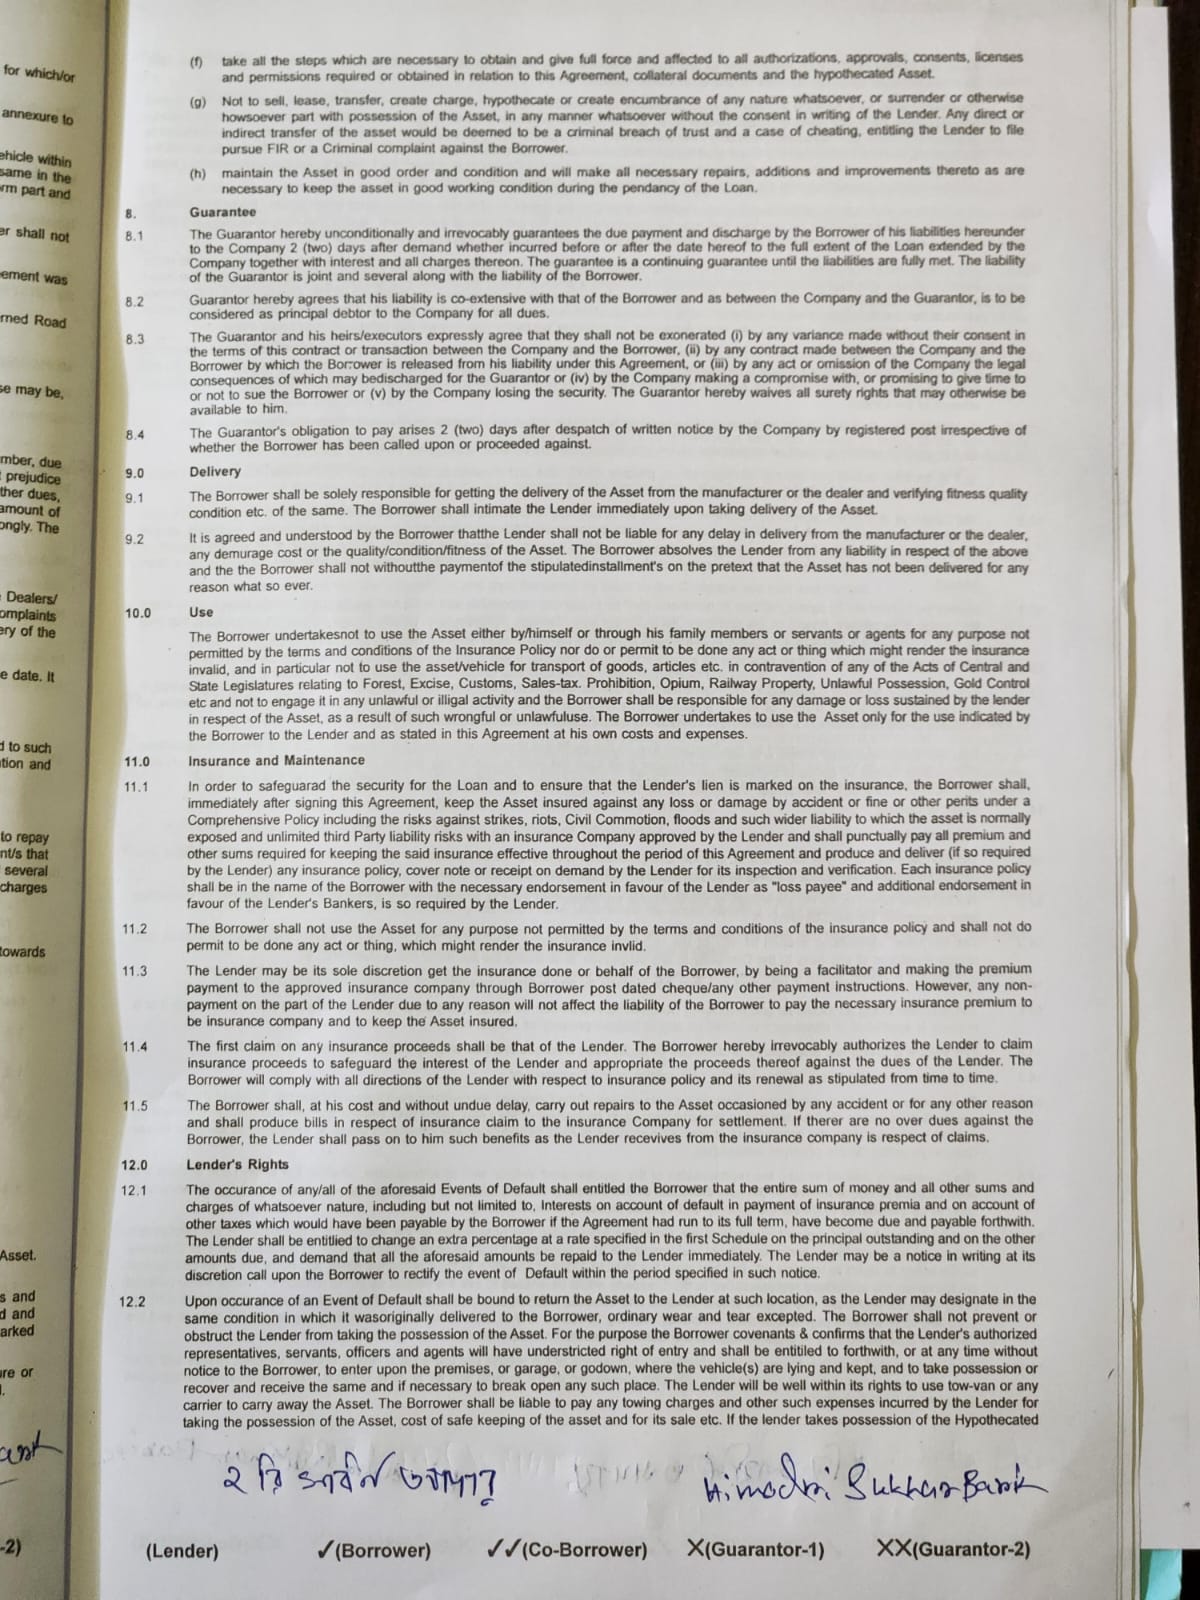 for which/or
annexure to
ehicle within
same in the
rm part and
er shall not
ement was
rned Road
se may be,
mber, due
prejudice
ther dues,
amount of
ongly. The
Dealers/
omplaints
ery of the
e date. It
d to such
tion and
to repay
nt/s that
several
charges
towards
Asset.
s and
d and
arked
ure or
-2)
(f) take all the steps which are necessary to obtain and give full force and affected to all authorizations, approvals, consents, licenses
and permissions required or obtained in relation to this Agreement, collateral documents and the hypothecated Asset.
(g) Not to sell, lease, transfer, create charge, hypothecate or create encumbrance of any nature whatsoever, or surrender or otherwise
howsoever part with possession of the Asset, in any manner whatsoever without the consent in writing of the Lender. Any direct or
indirect transfer of the asset would be deemed to be a criminal breach of trust and a case of cheating, entitling the Lender to file
pursue FIR or a Criminal complaint against the Borrower.
(h) maintain the Asset in good order and condition and will make all necessary repairs, additions and improvements thereto as are
necessary to keep the asset in good working condition during the pendancy of the Loan.
8. Guarantee
8.1 The Guarantor hereby unconditionally and irrevocably guarantees the due payment and discharge by the Borrower of his liabilities hereunder
to the Company 2 (two) days after demand whether incurred before or after the date hereof to the full extent of the Loan extended by the
Company together with interest and all charges thereon. The guarantee is a continuing guarantee until the liabilities are fully met. The liability
of the Guarantor is joint and several along with the liability of the Borrower.
8.2 Guarantor hereby agrees that his liability is co-extensive with that of the Borrower and as between the Company and the Guarantor, is to be
considered as principal debtor to the Company for all dues.
8.3 The Guarantor and his heirs/executors expressly agree that they shall not be exonerated (i) by any variance made without their consent in
the terms of this contract or transaction between the Company and the Borrower, (ii) by any contract made between the Company and the
Borrower by which the Borrower is released from his liability under this Agreement, or (iii) by any act or omission of the Company the legal
consequences of which may bedischarged for the Guarantor or (iv) by the Company making a compromise with, or promising to give time to
or not to sue the Borrower or (v) by the Company losing the security. The Guarantor hereby waives all surety rights that may otherwise be
available to him.
8.4 The Guarantor's obligation to pay arises 2 (two) days after despatch of written notice by the Company by registered post irrespective of
whether the Borrower has been called upon or proceeded against.
9.0 Delivery
9.1 The Borrower shall be solely responsible for getting the delivery of the Asset from the manufacturer or the dealer and verifying fitness quality
condition etc. of the same. The Borrower shall intimate the Lender immediately upon taking delivery of the Asset.
9.2 It is agreed and understood by the Borrower thatthe Lender shall not be liable for any delay in delivery from the manufacturer or the dealer,
any demurage cost or the quality/condition/fitness of the Asset. The Borrower absolves the Lender from any liability in respect of the above
and the the Borrower shall not withoutthe paymentof the stipulatedinstallment's on the pretext that the Asset has not been delivered for any
reason what so ever.
10.0 Use
The Borrower undertakesnot to use the Asset either by/himself or through his family members or servants or agents for any purpose not
permitted by the terms and conditions of the Insurance Policy nor do or permit to be done any act or thing which might render the insurance
invalid, and in particular not to use the asset/vehicle for transport of goods, articles etc. in contravention of any of the Acts of Central and
State Legislatures relating to Forest, Excise, Customs, Sales-tax. Prohibition, Opium, Railway Property, Unlawful Possession, Gold Control
etc and not to engage it in any unlawful or illigal activity and the Borrower shall be responsible for any damage or loss sustained by the lender
in respect of the Asset, as a result of such wrongful or unlawfuluse. The Borrower undertakes to use the Asset only for the use indicated by
the Borrower to the Lender and as stated in this Agreement at his own costs and expenses.
11.0 Insurance and Maintenance
11.1 In order to safeguarad the security for the Loan and to ensure that the Lender's lien is marked on the insurance, the Borrower shall,
immediately after signing this Agreement, keep the Asset insured against any loss or damage by accident or fine or other perits under a
Comprehensive Policy including the risks against strikes, riots, Civil Commotion, floods and such wider liability to which the asset is normally
exposed and unlimited third Party liability risks with an insurance Company approved by the Lender and shall punctually pay all premium and
other sums required for keeping the said insurance effective throughout the period of this Agreement and produce and deliver (if so required
by the Lender) any insurance policy, cover note or receipt on demand by the Lender for its inspection and verification. Each insurance policy
shall be in the name of the Borrower with the necessary endorsement in favour of the Lender as "loss payee" and additional endorsement in
favour of the Lender's Bankers, is so required by the Lender.
11.2 The Borrower shall not use the Asset for any purpose not permitted by the terms and conditions of the insurance policy and shall not do
permit to be done any act or thing, which might render the insurance invlid.
11.3 The Lender may be its sole discretion get the insurance done or behalf of the Borrower, by being a facilitator and making the premium
payment to the approved insurance company through Borrower post dated cheque/any other payment instructions. However, any non-
payment on the part of the Lender due to any reason will not affect the liability of the Borrower to pay the necessary insurance premium to
be insurance company and to keep the Asset insured.
11.4 The first claim on any insurance proceeds shall be that of the Lender. The Borrower hereby irrevocably authorizes the Lender to claim
insurance proceeds to safeguard the interest of the Lender and appropriate the proceeds thereof against the dues of the Lender. The
Borrower will comply with all directions of the Lender with respect to insurance policy and its renewal as stipulated from time to time.
11.5 The Borrower shall, at his cost and without undue delay, carry out repairs to the Asset occasioned by any accident or for any other reason
and shall produce bills in respect of insurance claim to the insurance Company for settlement. If therer are no over dues against the
Borrower, the Lender shall pass on to him such benefits as the Lender recevives from the insurance company is respect of claims.
12.0 Lender's Rights
12.1 The occurance of any/all of the aforesaid Events of Default shall entitled the Borrower that the entire sum of money and all other sums and
charges of whatsoever nature, including but not limited to, Interests on account of default in payment of insurance premia and on account of
other taxes which would have been payable by the Borrower if the Agreement had run to its full term, have become due and payable forthwith.
The Lender shall be entitlied to change an extra percentage at a rate specified in the first Schedule on the principal outstanding and on the other
amounts due, and demand that all the aforesaid amounts be repaid to the Lender immediately. The Lender may be a notice in writing at its
discretion call upon the Borrower to rectify the event of Default within the period specified in such notice.
12.2 Upon occurance of an Event of Default shall be bound to return the Asset to the Lender at such location, as the Lender may designate in the
same condition in which it wasoriginally delivered to the Borrower, ordinary wear and tear excepted. The Borrower shall not prevent or
obstruct the Lender from taking the possession of the Asset. For the purpose the Borrower covenants & confirms that the Lender's authorized
representatives, servants, officers and agents will have understricted right of entry and shall be entitiled to forthwith, or at any time without
notice to the Borrower, to enter upon the premises, or garage, or godown, where the vehicle(s) are lying and kept, and to take possession or
recover and receive the same and if necessary to break open any such place. The Lender will be well within its rights to use tow-van or any
carrier to carry away the Asset. The Borrower shall be liable to pay any towing charges and other such expenses incurred by the Lender for
taking the possession of the Asset, cost of safe keeping of the asset and for its sale etc. If the lender takes possession of the Hypothecated
Himadri Sukhar Barik
(Lender) ✓(Borrower) ✓✓(Co-Borrower) X(Guarantor-1) XX(Guarantor-2)